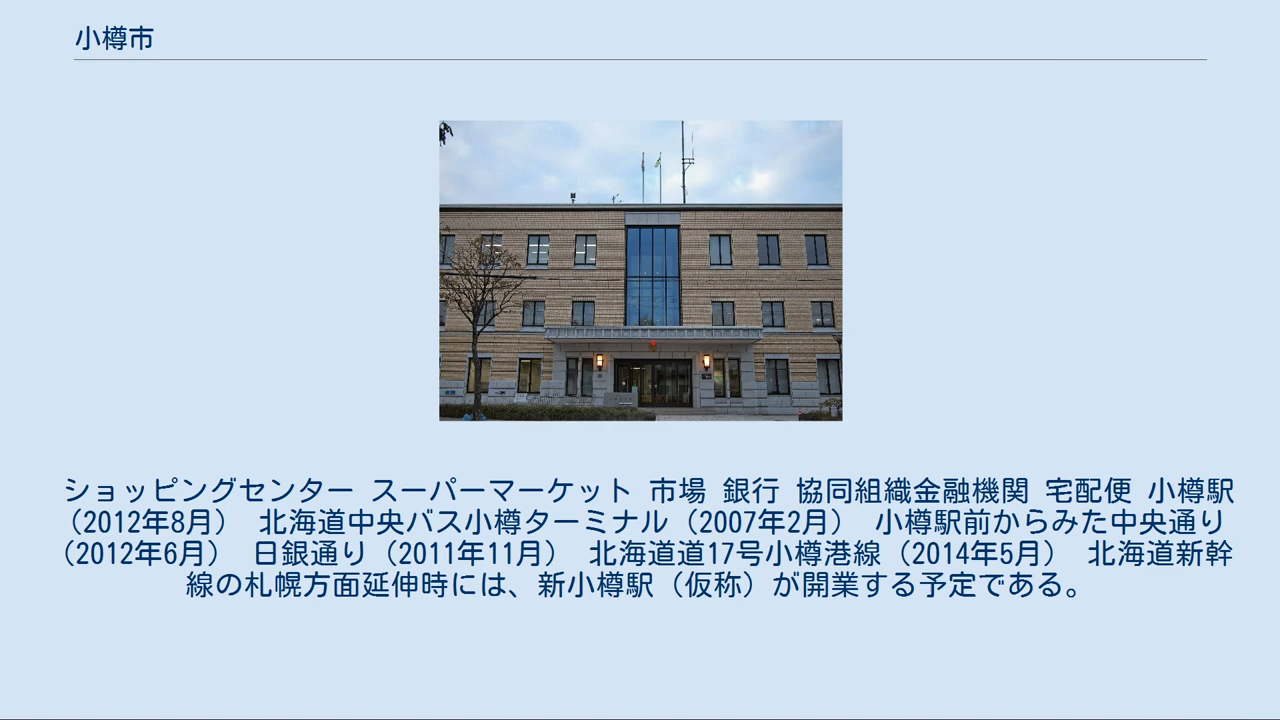 小樽市
ショッピングセンター スーパーマーケット 市場 銀行 協同組織金融機関 宅配便 小樽駅
（2012年8月） 北海道中央バス小樽ターミナル（2007年2月） 小樽駅前からみた中央通り
（2012年6月） 日銀通り（2011年11月） 北海道道17号小樽港線（2014年5月） 北海道新幹
線の札幌方面延伸時には、新小樽駅（仮称）が開業する予定である。